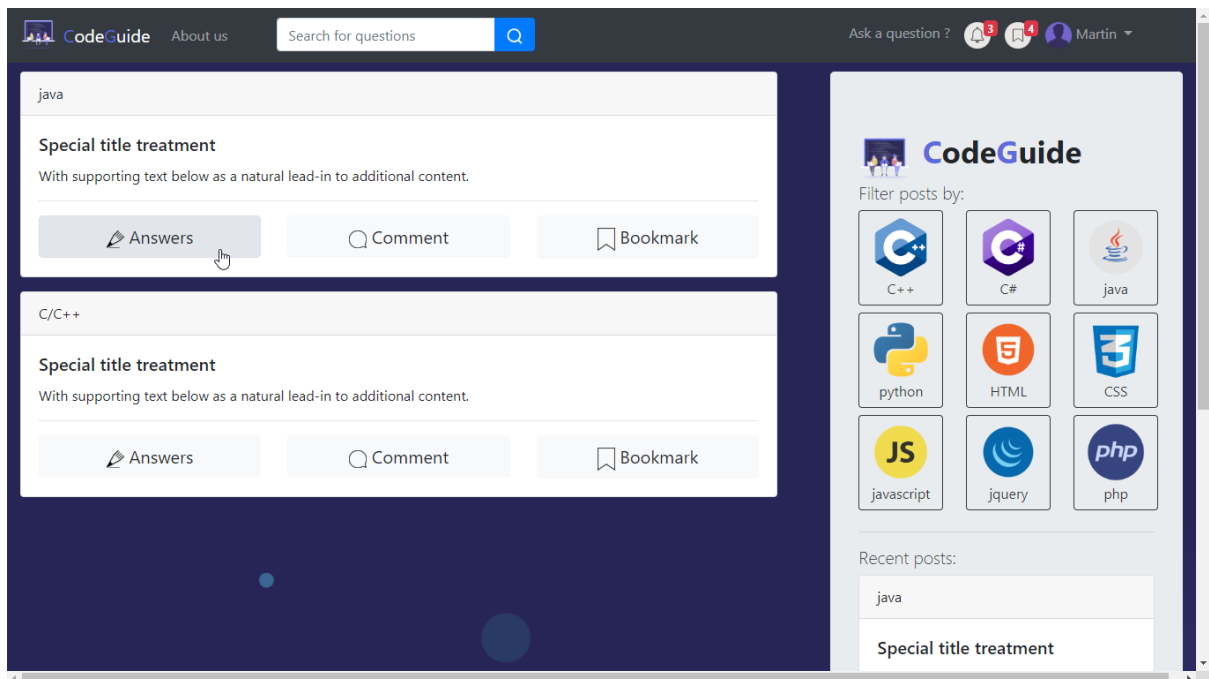 CodeGuide About us Search for questions Ask a question ? 3 4 Martin
java
Special title treatment
With supporting text below as a natural lead-in to additional content.
Answers Comment Bookmark
C/C++
Special title treatment
With supporting text below as a natural lead-in to additional content.
Answers Comment Bookmark
CodeGuide
Filter posts by:
C++ C#
C++ C# java
5 3
python HTML CSS
JS php
javascript jquery php
Recent posts:
java
Special title treatment